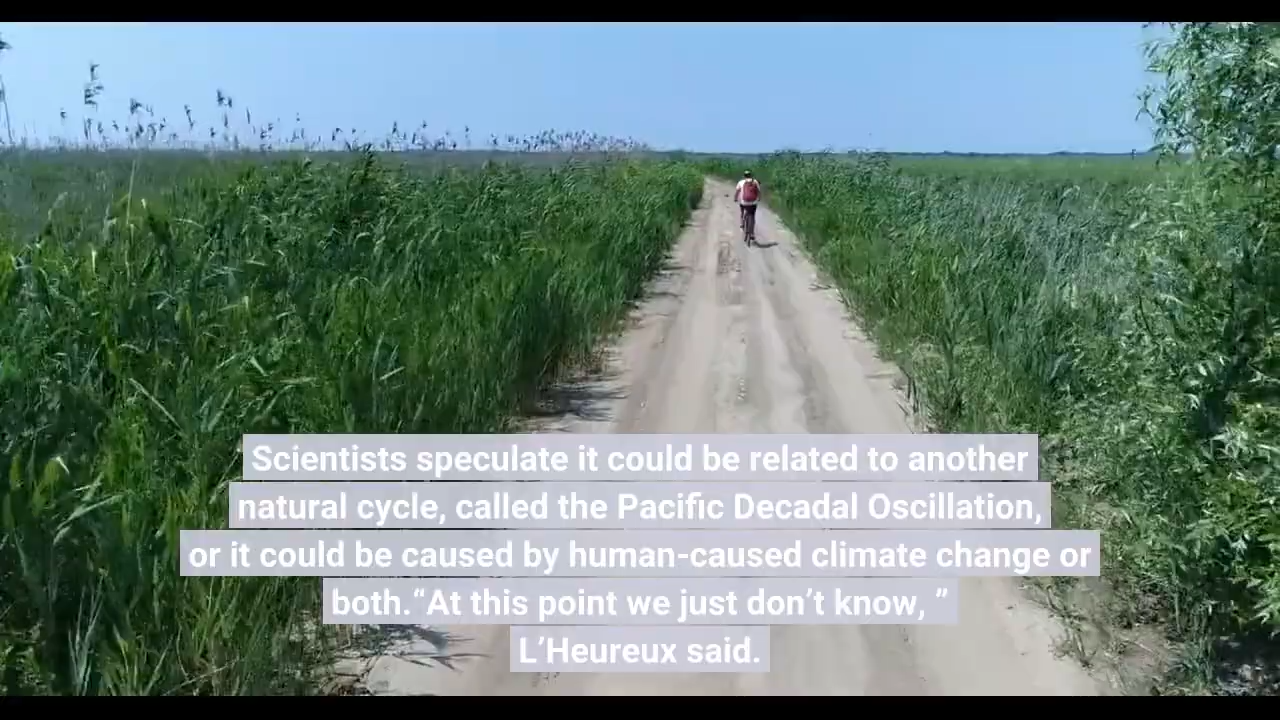 Scientists speculate it could be related to another
natural cycle, called the Pacific Decadal Oscillation,
or it could be caused by human-caused climate change or
both.“At this point we just don’t know, ”
L’Heureux said.